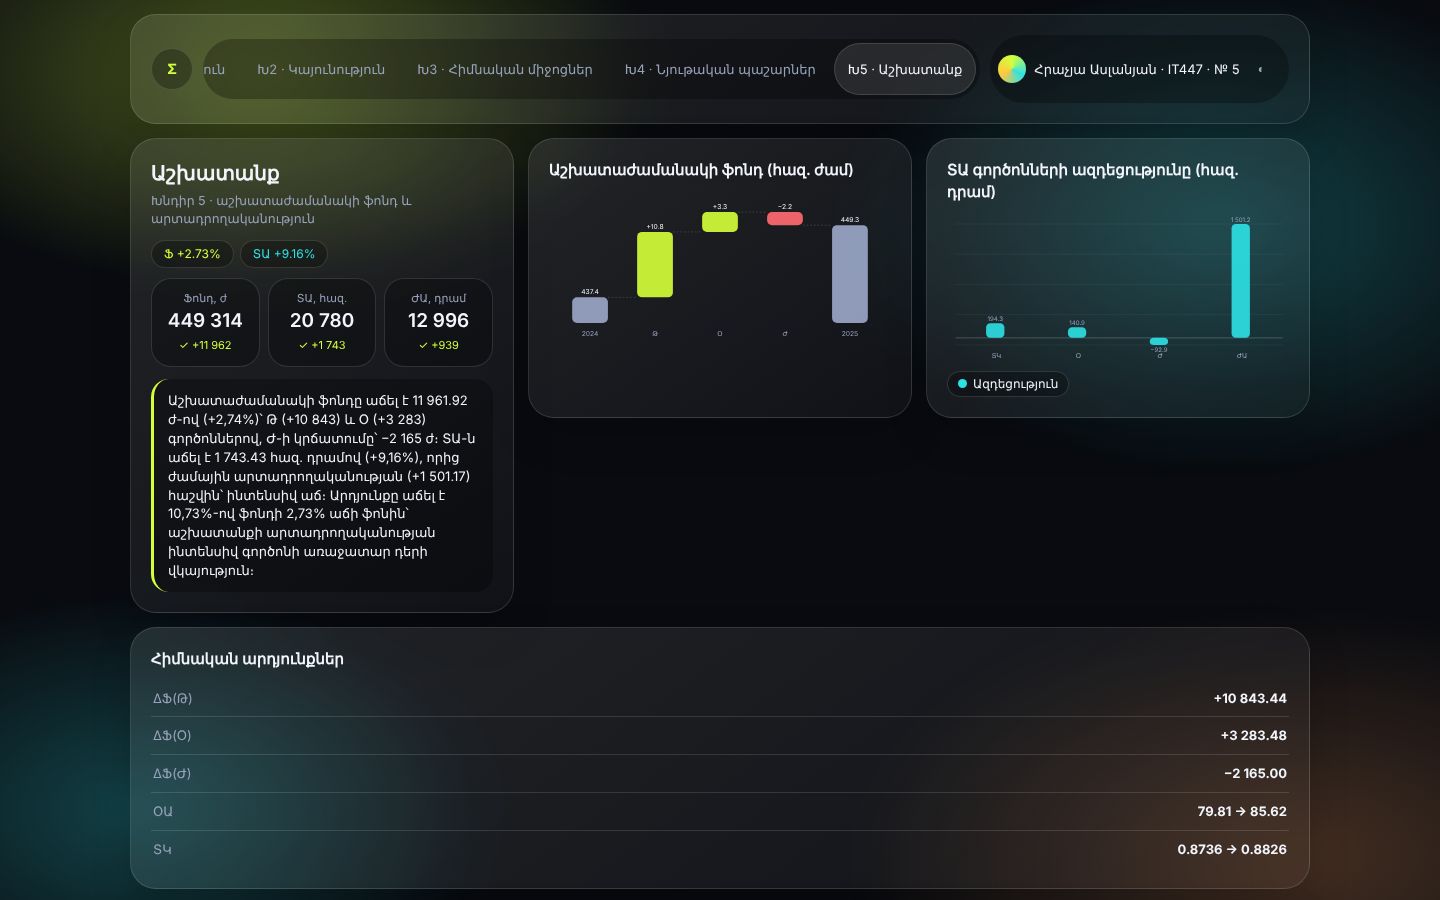 Σ
ուն
Խ2 · Կայունություն
Խ3 · Հիմնական միջոցներ
Խ4 · Նյութական պաշարներ
Խ5 · Աշխատանք
Հրաչյա Ասլանյան · IT447 · № 5
Աշխատանք
Խնդիր 5 · աշխատաժամանակի ֆոնդ և
արտադրողականություն
Ֆ +2.73%
ՏԱ +9.16%
Ֆոնդ, ժ
449 314
✓ +11 962
ՏԱ, հազ.
20 780
✓ +1 743
ԺԱ, դրամ
12 996
✓ +939
Աշխատաժամանակի ֆոնդը աճել է 11 961.92
ժ-ով (+2,74%)՝ Թ (+10 843) և Օ (+3 283)
գործոններով, Ժ-ի կրճատումը՝ −2 165 ժ։ ՏԱ-ն
աճել է 1 743.43 հազ. դրամով (+9,16%), որից
ժամային արտադրողականության (+1 501.17)
հաշվին՝ ինտենսիվ աճ։ Արդյունքը աճել է
10,73%-ով ֆոնդի 2,73% աճի ֆոնին՝
աշխատանքի արտադրողականության
ինտենսիվ գործոնի առաջատար դերի
վկայություն։
Աշխատաժամանակի ֆոնդ (հազ. ժամ)
437.4
+10.8
+3.3
−2.2
449.3
2024
Թ
Օ
Ժ
2025
ՏԱ գործոնների ազդեցությունը (հազ.
դրամ)
194.3
140.9
−92.9
1 501.2
ՏԿ
Օ
Ժ
ԺԱ
Ազդեցություն
Հիմնական արդյունքներ
ΔՖ(Թ)
+10 843.44
ΔՖ(Օ)
+3 283.48
ΔՖ(Ժ)
−2 165.00
ՕԱ
79.81 → 85.62
ՏԿ
0.8736 → 0.8826